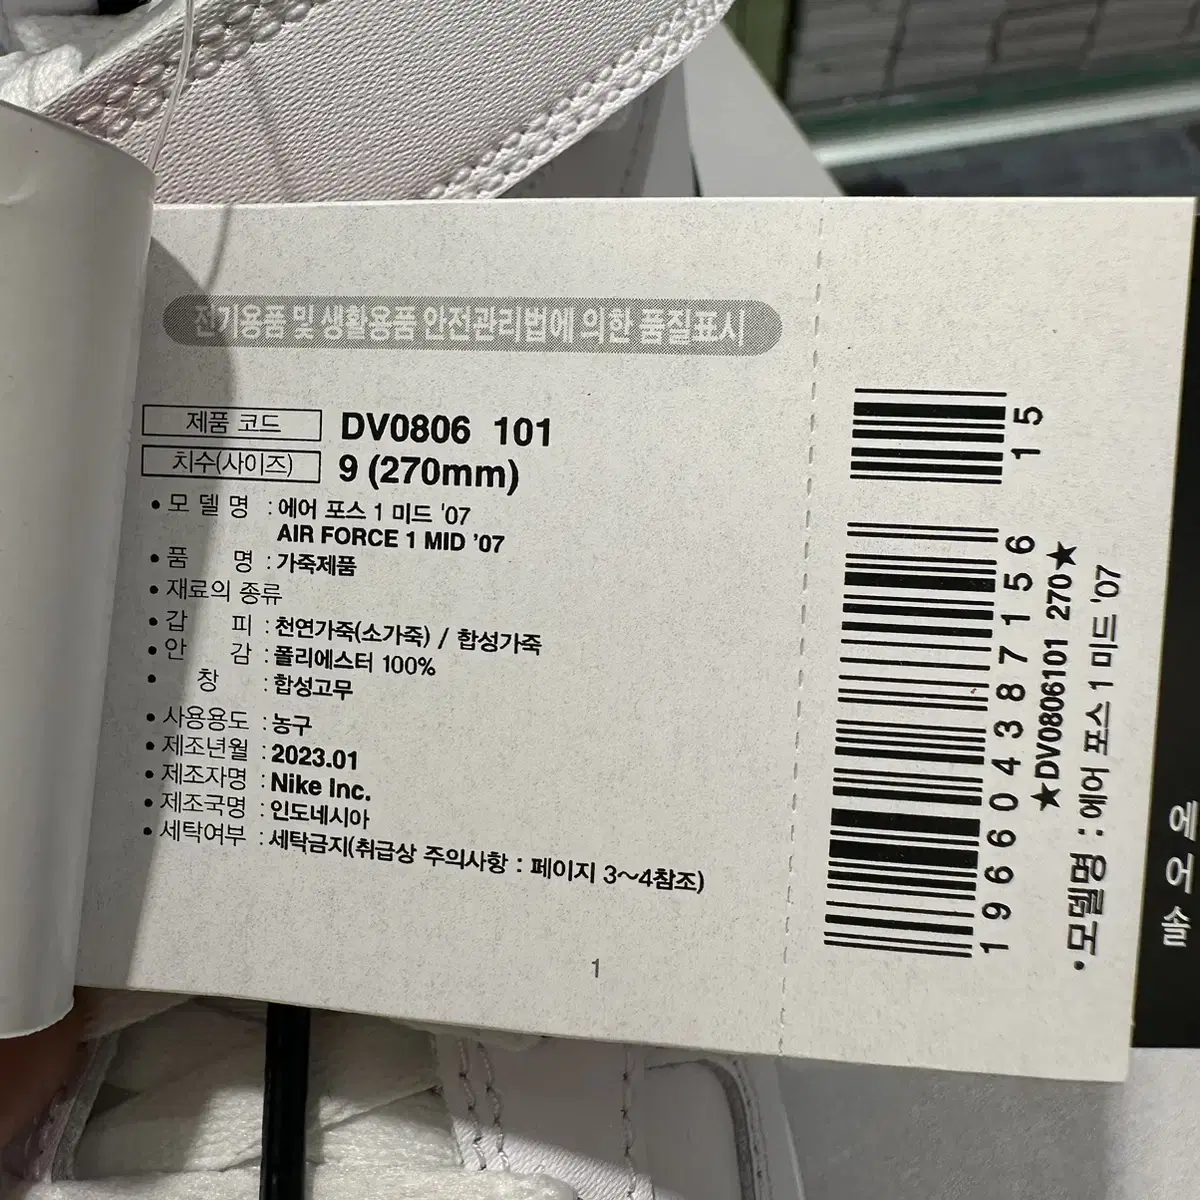 전기용품 및 생활용품 안전관리법에 의한 품질표시
제품 코드 DV0806 101
치수(사이즈) 9 (270mm)
• 모 델 명 : 에어 포스 1 미드 '07
AIR FORCE 1 MID '07
• 품 명 : 가죽제품
• 재료의 종류
• 갑 피 : 천연가죽(소가죽) / 합성가죽
• 안 감 : 폴리에스터 100%
• 창 : 합성고무
• 사용용도 : 농구
• 제조년월 : 2023.01
• 제조자명 : Nike Inc.
• 제조국명 : 인도네시아
• 세탁여부 : 세탁금지(취급상 주의사항 : 페이지 3~4참조)
1
15
196604387156
★DV0806101 270★
• 모델명 : 에어 포스 1 미드 '07
에어솔